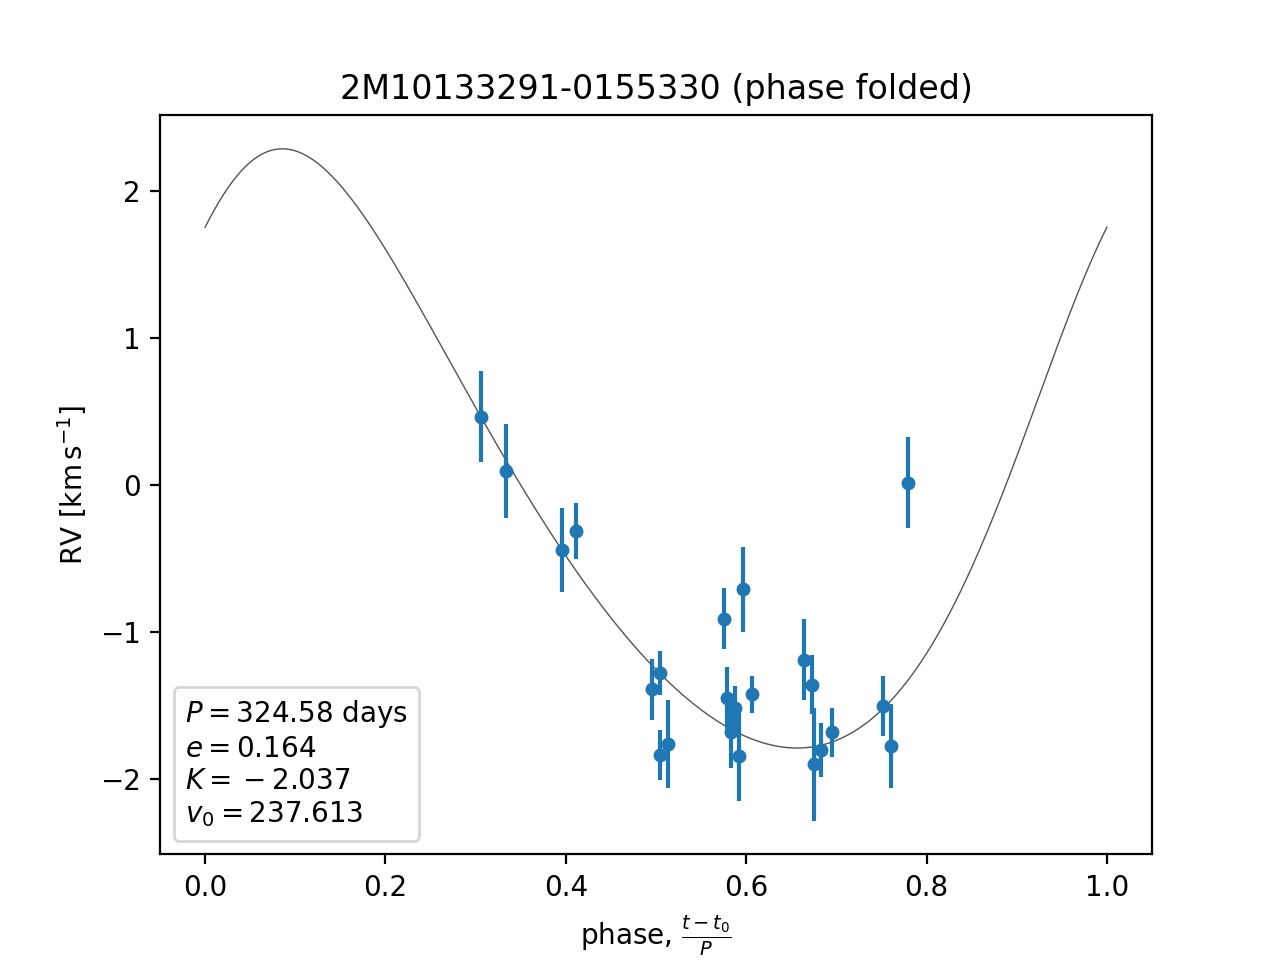 2M10133291-0155330 (phase folded)
RV [km s⁻¹]
2
1
0
−1
−2
P = 324.58 days
e = 0.164
K = −2.037
v₀ = 237.613
0.0 0.2 0.4 0.6 0.8 1.0
phase, (t − t₀)/P